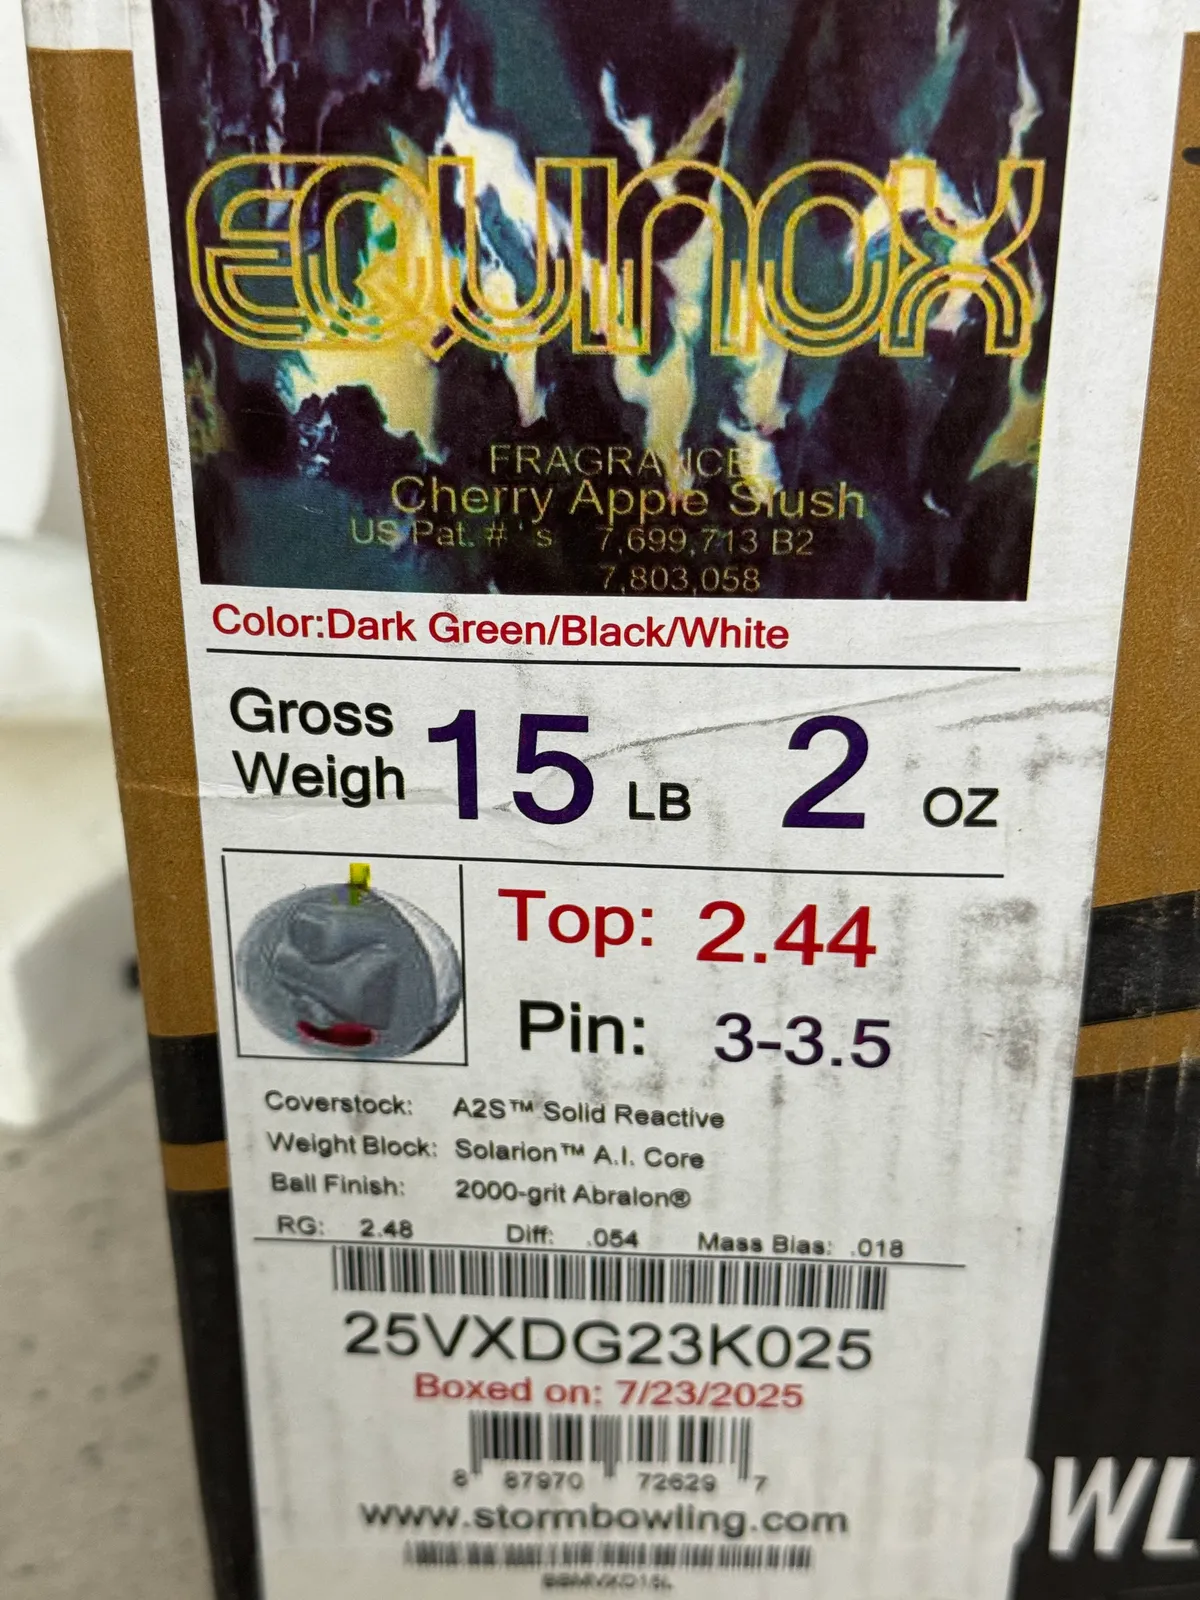 EQUINOX
FRAGRANCE
Cherry Apple Slush
US Pat. # 's 7,699,713 B2
7,803,058
Color:Dark Green/Black/White
Gross
Weigh 15 LB 2 OZ
Top: 2.44
Pin: 3-3.5
Coverstock: A2S™ Solid Reactive
Weight Block: Solarion™ A.I. Core
Ball Finish: 2000-grit Abralon®
RG: 2.48 Diff: .054 Mass Bias: .018
25VXDG23K025
Boxed on: 7/23/2025
8 87970 72629 7
www.stormbowling.com
OWL